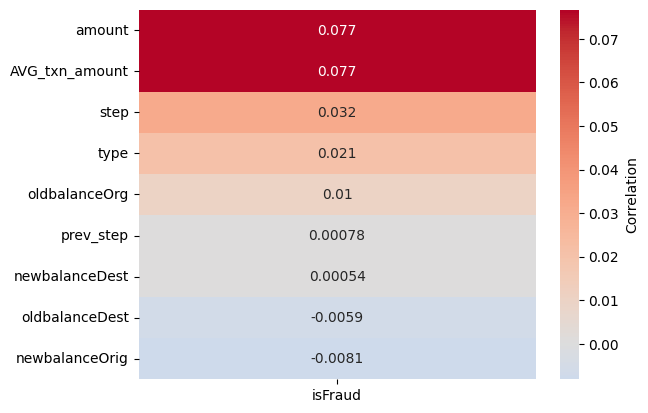 amount 0.077
AVG_txn_amount 0.077
step 0.032
type 0.021
oldbalanceOrg 0.01
prev_step 0.00078
newbalanceDest 0.00054
oldbalanceDest -0.0059
newbalanceOrig -0.0081
isFraud
0.07
0.06
0.05
0.04
0.03
0.02
0.01
0.00
Correlation